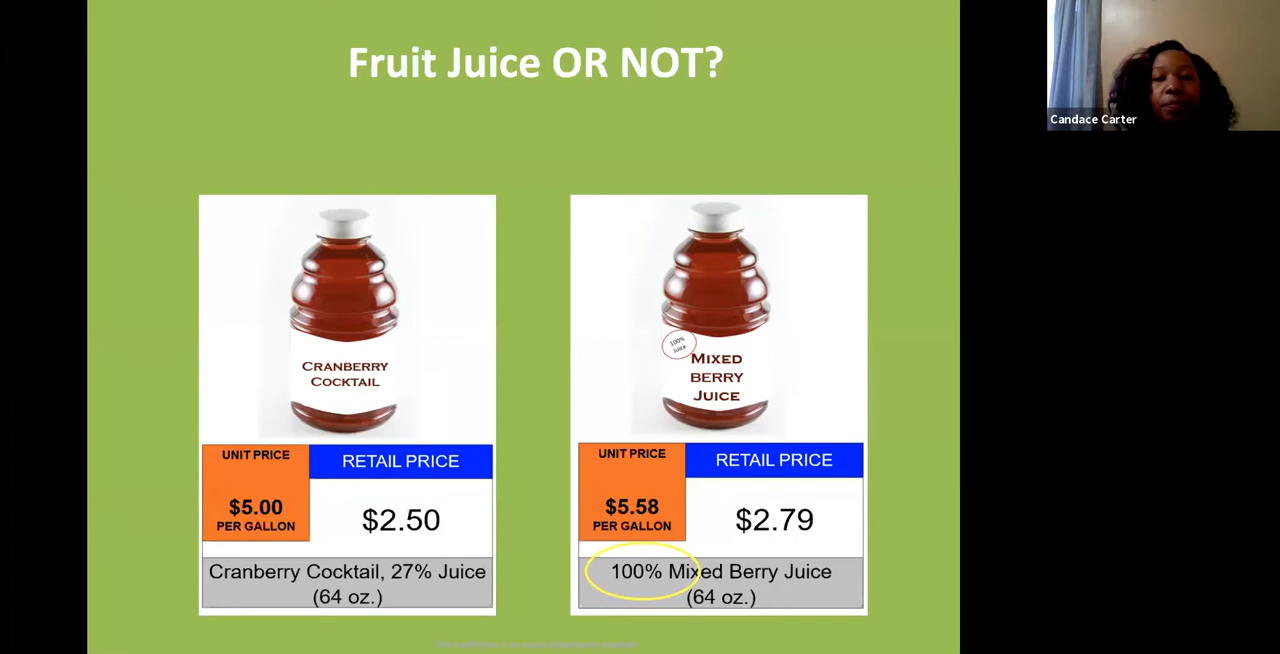 Fruit Juice OR NOT?
Candace Carter
CRANBERRY
COCKTAIL
UNIT PRICE
RETAIL PRICE
$5.00
PER GALLON
$2.50
Cranberry Cocktail, 27% Juice
(64 oz.)
100%
Juice
MIXED
BERRY
JUICE
UNIT PRICE
RETAIL PRICE
$5.58
PER GALLON
$2.79
100% Mixed Berry Juice
(64 oz.)